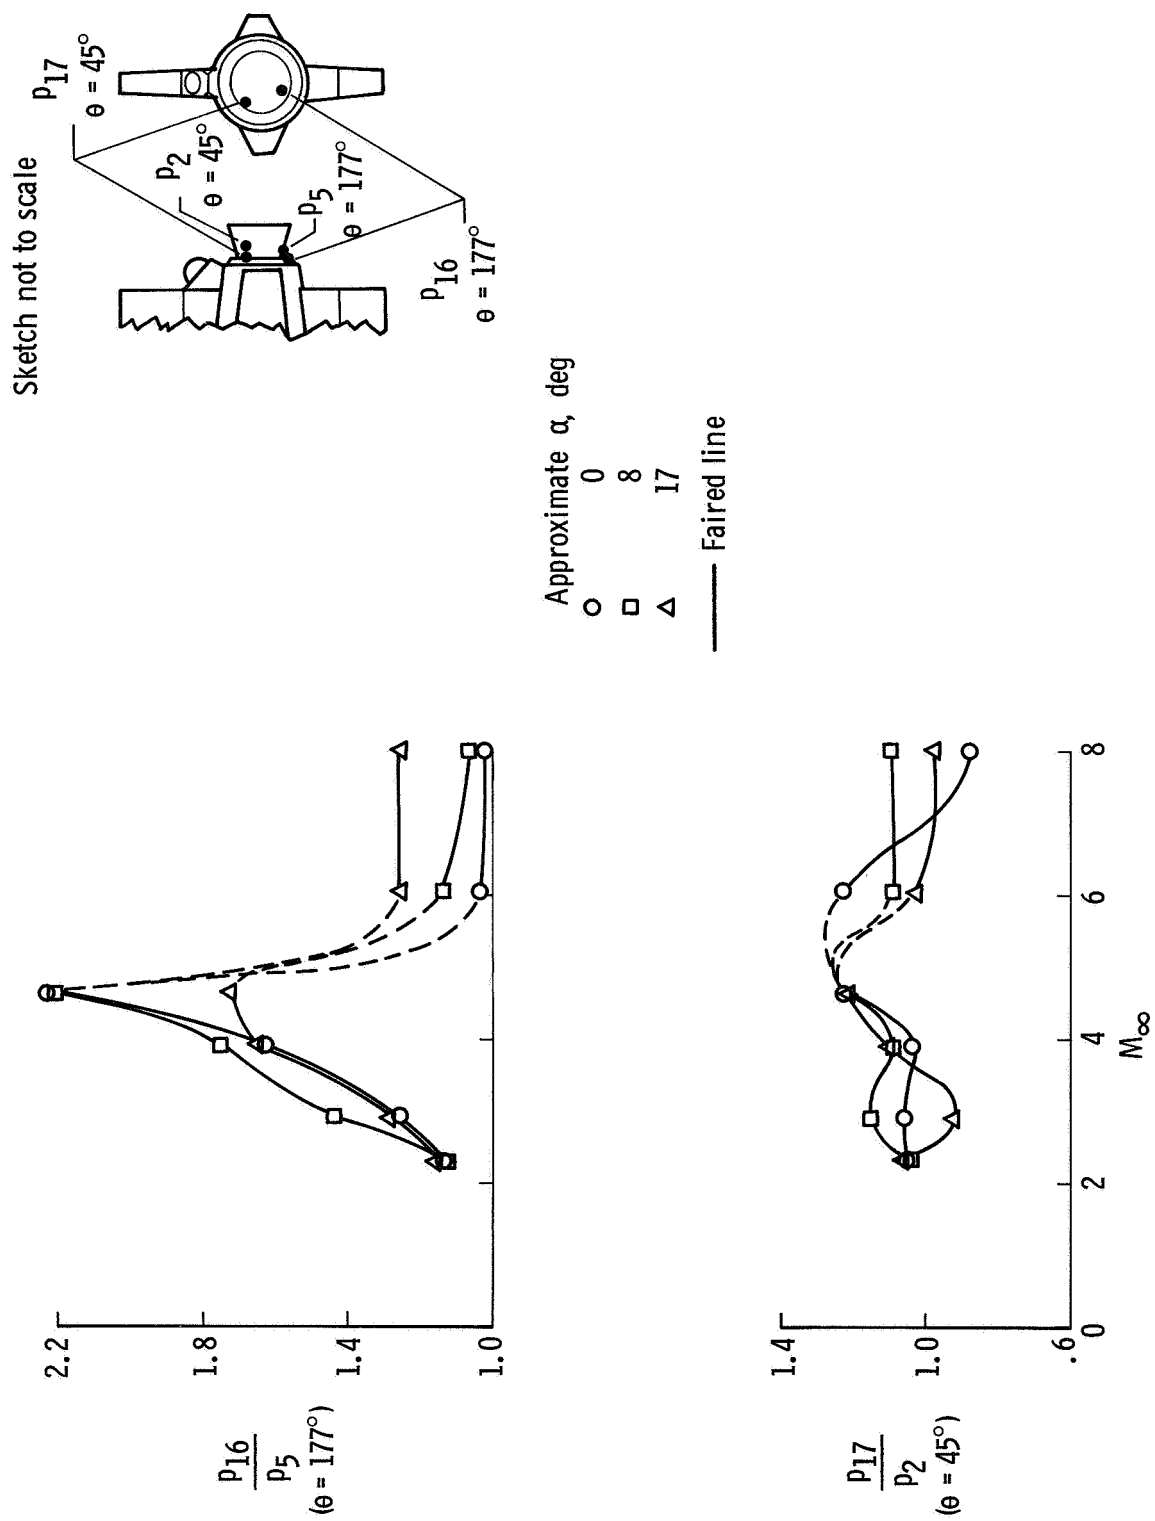 Sketch not to scale
p17
θ = 45°
p2
θ = 45°
p5
θ = 177°
p16
θ = 177°
Approximate α, deg
0
8
17
Faired line
p16
p5
(θ = 177°)
2.2
1.8
1.4
1.0
p17
p2
(θ = 45°)
1.4
1.0
.6
0
2
4
6
8
M∞